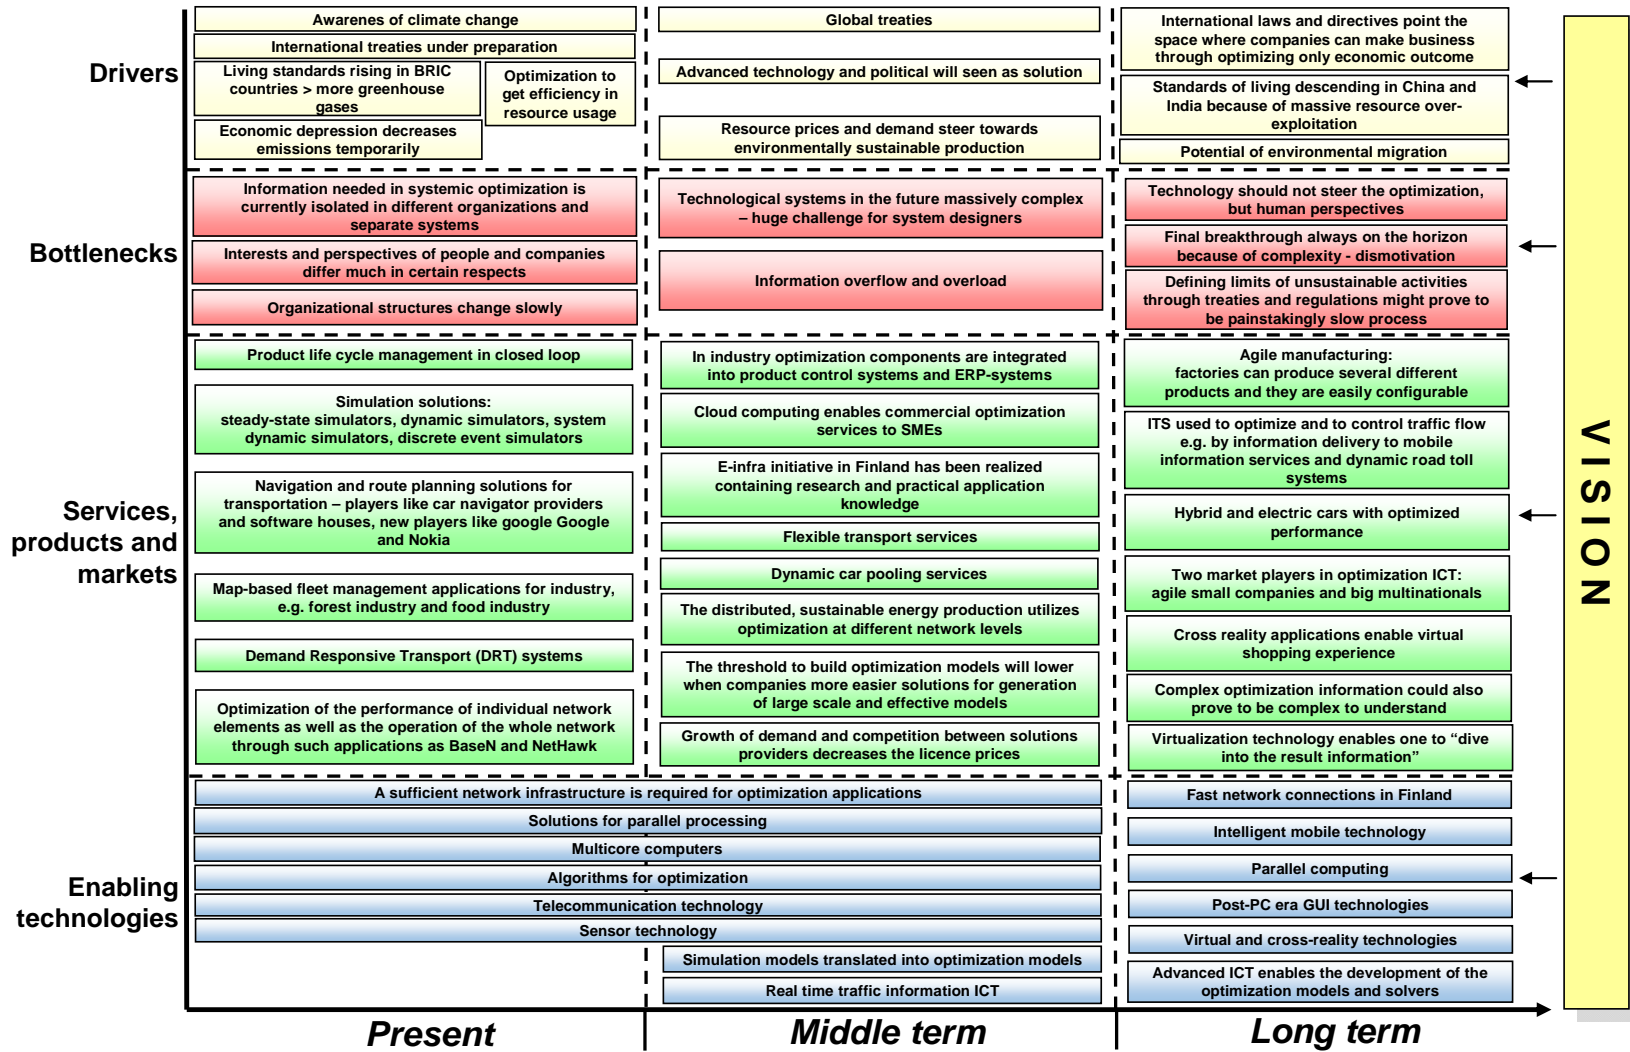 Drivers
Awarenes of climate change
International treaties under preparation
Living standards rising in BRIC
countries > more greenhouse
gases
Optimization to
get efficiency in
resource usage
Economic depression decreases
emissions temporarily
Global treaties
Advanced technology and political will seen as solution
Resource prices and demand steer towards
environmentally sustainable production
International laws and directives point the
space where companies can make business
through optimizing only economic outcome
Standards of living descending in China and
India because of massive resource over-
exploitation
Potential of environmental migration
Bottlenecks
Information needed in systemic optimization is
currently isolated in different organizations and
separate systems
Interests and perspectives of people and companies
differ much in certain respects
Organizational structures change slowly
Technological systems in the future massively complex
– huge challenge for system designers
Information overflow and overload
Technology should not steer the optimization,
but human perspectives
Final breakthrough always on the horizon
because of complexity - dismotivation
Defining limits of unsustainable activities
through treaties and regulations might prove to
be painstakingly slow process
Services,
products and
markets
Product life cycle management in closed loop
Simulation solutions:
steady-state simulators, dynamic simulators, system
dynamic simulators, discrete event simulators
Navigation and route planning solutions for
transportation – players like car navigator providers
and software houses, new players like google Google
and Nokia
Map-based fleet management applications for industry,
e.g. forest industry and food industry
Demand Responsive Transport (DRT) systems
Optimization of the performance of individual network
elements as well as the operation of the whole network
through such applications as BaseN and NetHawk
In industry optimization components are integrated
into product control systems and ERP-systems
Cloud computing enables commercial optimization
services to SMEs
E-infra initiative in Finland has been realized
containing research and practical application
knowledge
Flexible transport services
Dynamic car pooling services
The distributed, sustainable energy production utilizes
optimization at different network levels
The threshold to build optimization models will lower
when companies more easier solutions for generation
of large scale and effective models
Growth of demand and competition between solutions
providers decreases the licence prices
Agile manufacturing:
factories can produce several different
products and they are easily configurable
ITS used to optimize and to control traffic flow
e.g. by information delivery to mobile
information services and dynamic road toll
systems
Hybrid and electric cars with optimized
performance
Two market players in optimization ICT:
agile small companies and big multinationals
Cross reality applications enable virtual
shopping experience
Complex optimization information could also
prove to be complex to understand
Virtualization technology enables one to “dive
into the result information”
Enabling
technologies
A sufficient network infrastructure is required for optimization applications
Solutions for parallel processing
Multicore computers
Algorithms for optimization
Telecommunication technology
Sensor technology
Simulation models translated into optimization models
Real time traffic information ICT
Fast network connections in Finland
Intelligent mobile technology
Parallel computing
Post-PC era GUI technologies
Virtual and cross-reality technologies
Advanced ICT enables the development of the
optimization models and solvers
VISION
Present
Middle term
Long term